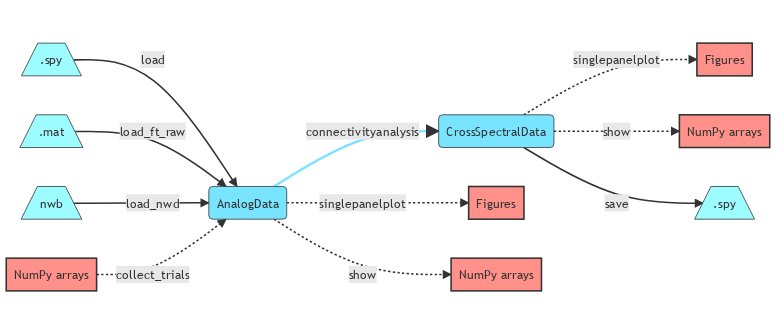 .spy
load
singlepanelplot
Figures
.mat
load_ft_raw
connectivityanalysis
CrossSpectralData
show
NumPy arrays
nwb
load_nwd
AnalogData
singlepanelplot
Figures
save
.spy
NumPy arrays
collect_trials
show
NumPy arrays